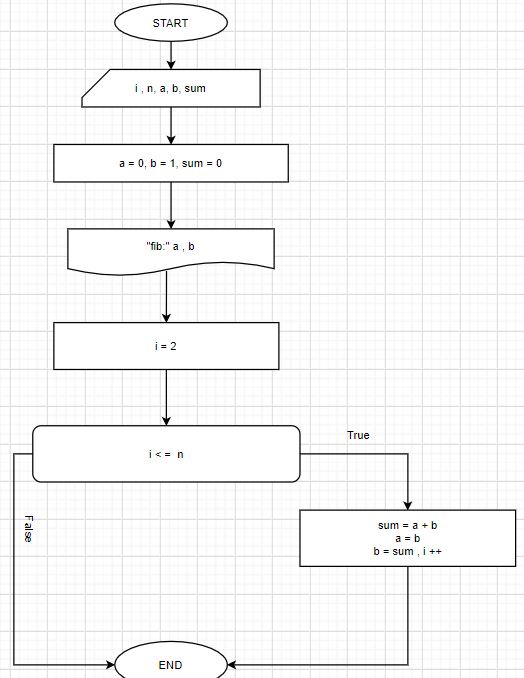 START
i , n, a, b, sum
a = 0, b = 1, sum = 0
"fib:" a , b
i = 2
i < = n
True
False
sum = a + b
a = b
b = sum , i ++
END